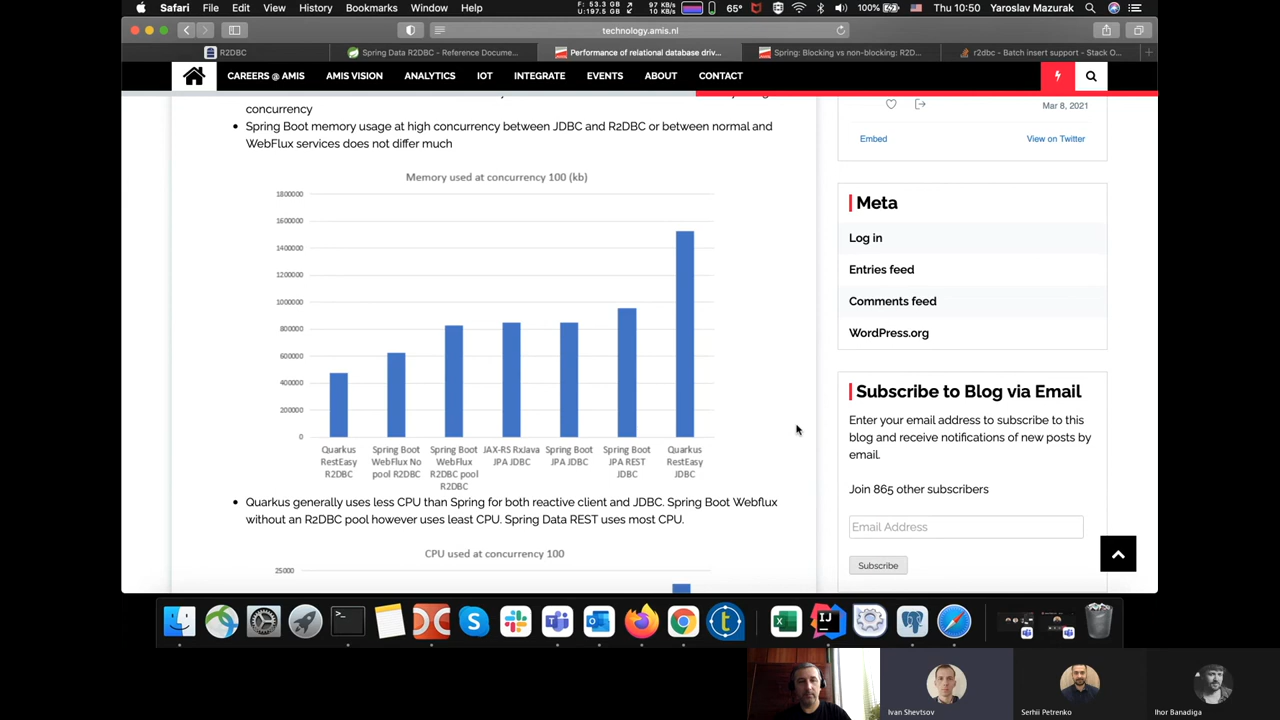 Safari File Edit View History Bookmarks Window Help
F: 53.3 GB
U:197.5 GB
97 KB/s
10 KB/s
65° 100% Thu 10:50 Yaroslav Mazurak
technology.amis.nl
R2DBC
Spring Data R2DBC - Reference Docume...
Performance of relational database driv...
Spring: Blocking vs non-blocking: R2D...
r2dbc - Batch insert support - Stack O...
CAREERS @ AMIS AMIS VISION ANALYTICS IOT INTEGRATE EVENTS ABOUT CONTACT
concurrency
Spring Boot memory usage at high concurrency between JDBC and R2DBC or between normal and
WebFlux services does not differ much
Memory used at concurrency 100 (kb)
1800000
1600000
1400000
1200000
1000000
800000
600000
400000
200000
0
Quarkus
RestEasy
R2DBC
Spring Boot
WebFlux No
pool R2DBC
Spring Boot
WebFlux
R2DBC pool
R2DBC
JAX-RS RxJava
JPA JDBC
Spring Boot
JPA JDBC
Spring Boot
JPA REST
JDBC
Quarkus
RestEasy
JDBC
Quarkus generally uses less CPU than Spring for both reactive client and JDBC. Spring Boot Webflux
without an R2DBC pool however uses least CPU. Spring Data REST uses most CPU.
CPU used at concurrency 100
25000
Mar 8, 2021
Embed View on Twitter
Meta
Log in
Entries feed
Comments feed
WordPress.org
Subscribe to Blog via Email
Enter your email address to subscribe to this
blog and receive notifications of new posts by
email.
Join 865 other subscribers
Email Address
Subscribe
Ivan Shevtsov
Serhii Petrenko
Ihor Banadiga